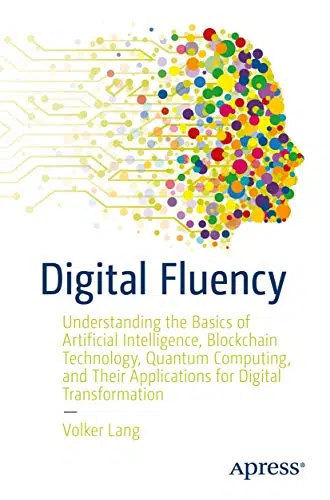 Digital Fluency
Understanding the Basics of
Artificial Intelligence, Blockchain
Technology, Quantum Computing,
and Their Applications for Digital
Transformation
—
Volker Lang
Apress®